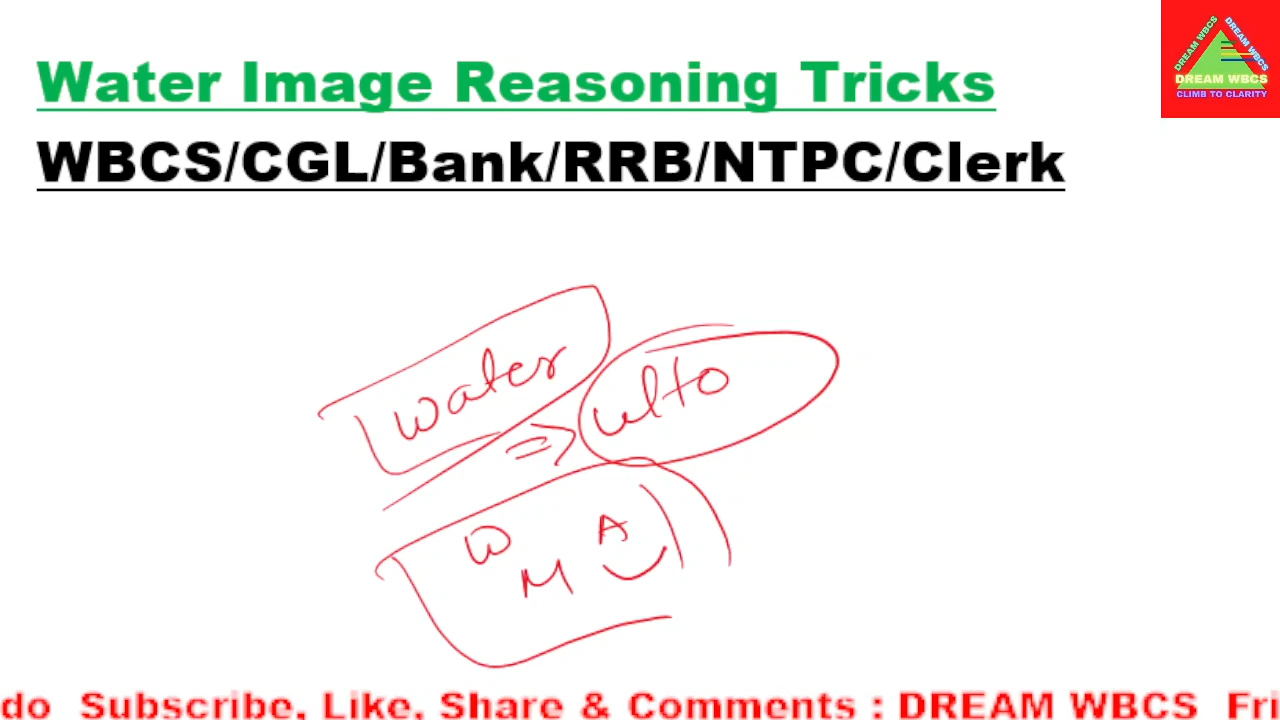 DREAM WBCS
DREAM WBCS
DREAM WBCS
CLIMB TO CLARITY
Water Image Reasoning Tricks
WBCS/CGL/Bank/RRB/NTPC/Clerk
water
=> ulto
W A
M
do Subscribe, Like, Share & Comments : DREAM WBCS Fri